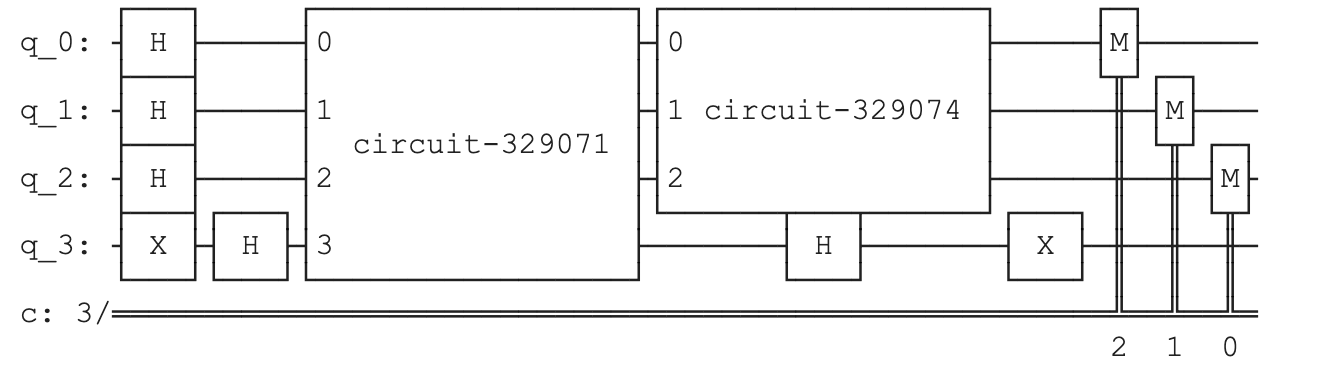 q_0: H 0 0 M
q_1: H 1 1 circuit-329074 M
circuit-329071
q_2: H 2 2 M
q_3: X H 3 H X
c: 3/
2 1 0